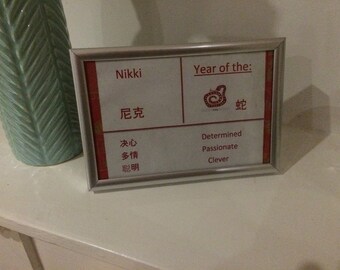 Nikki
尼克
Year of the:
蛇
决心
多情
聪明
Determined
Passionate
Clever